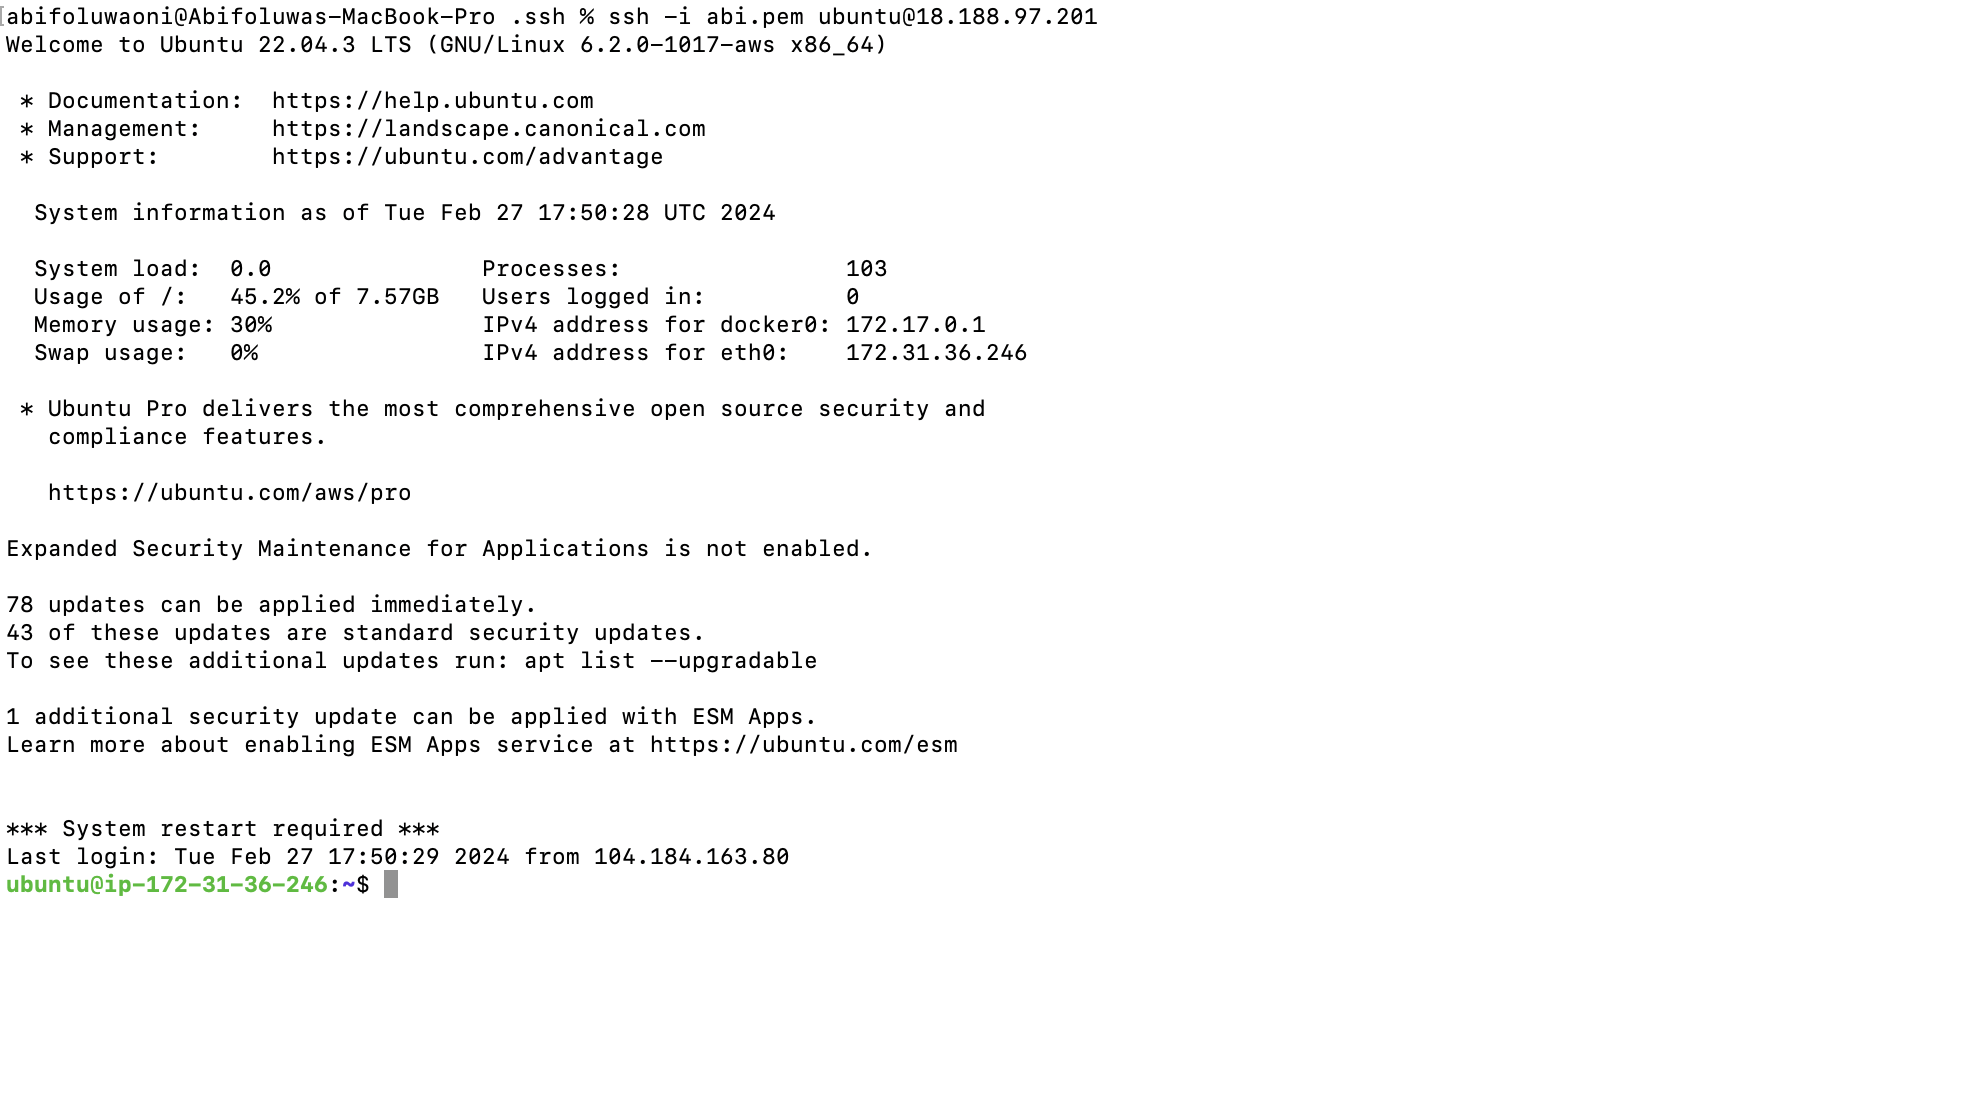 abifoluwaoni@Abifoluwas-MacBook-Pro .ssh % ssh -i abi.pem ubuntu@18.188.97.201
Welcome to Ubuntu 22.04.3 LTS (GNU/Linux 6.2.0-1017-aws x86_64)

 * Documentation:  https://help.ubuntu.com
 * Management:     https://landscape.canonical.com
 * Support:        https://ubuntu.com/advantage

  System information as of Tue Feb 27 17:50:28 UTC 2024

  System load:  0.0               Processes:                103
  Usage of /:   45.2% of 7.57GB   Users logged in:          0
  Memory usage: 30%               IPv4 address for docker0: 172.17.0.1
  Swap usage:   0%                IPv4 address for eth0:    172.31.36.246

 * Ubuntu Pro delivers the most comprehensive open source security and
   compliance features.

   https://ubuntu.com/aws/pro

Expanded Security Maintenance for Applications is not enabled.

78 updates can be applied immediately.
43 of these updates are standard security updates.
To see these additional updates run: apt list --upgradable

1 additional security update can be applied with ESM Apps.
Learn more about enabling ESM Apps service at https://ubuntu.com/esm


*** System restart required ***
Last login: Tue Feb 27 17:50:29 2024 from 104.184.163.80
ubuntu@ip-172-31-36-246:~$